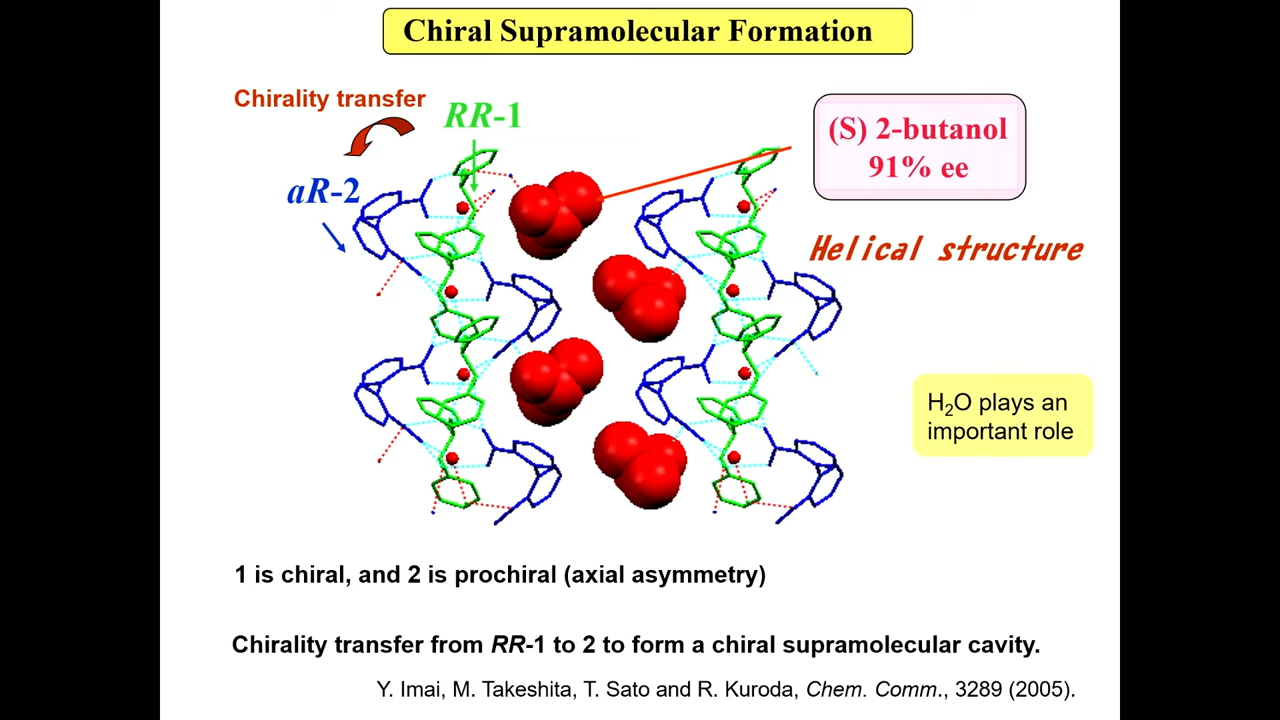 Chiral Supramolecular Formation
Chirality transfer
RR-1
aR-2
(S) 2-butanol
91% ee
Helical structure
H₂O plays an
important role
1 is chiral, and 2 is prochiral (axial asymmetry)
Chirality transfer from RR-1 to 2 to form a chiral supramolecular cavity.
Y. Imai, M. Takeshita, T. Sato and R. Kuroda, Chem. Comm., 3289 (2005).